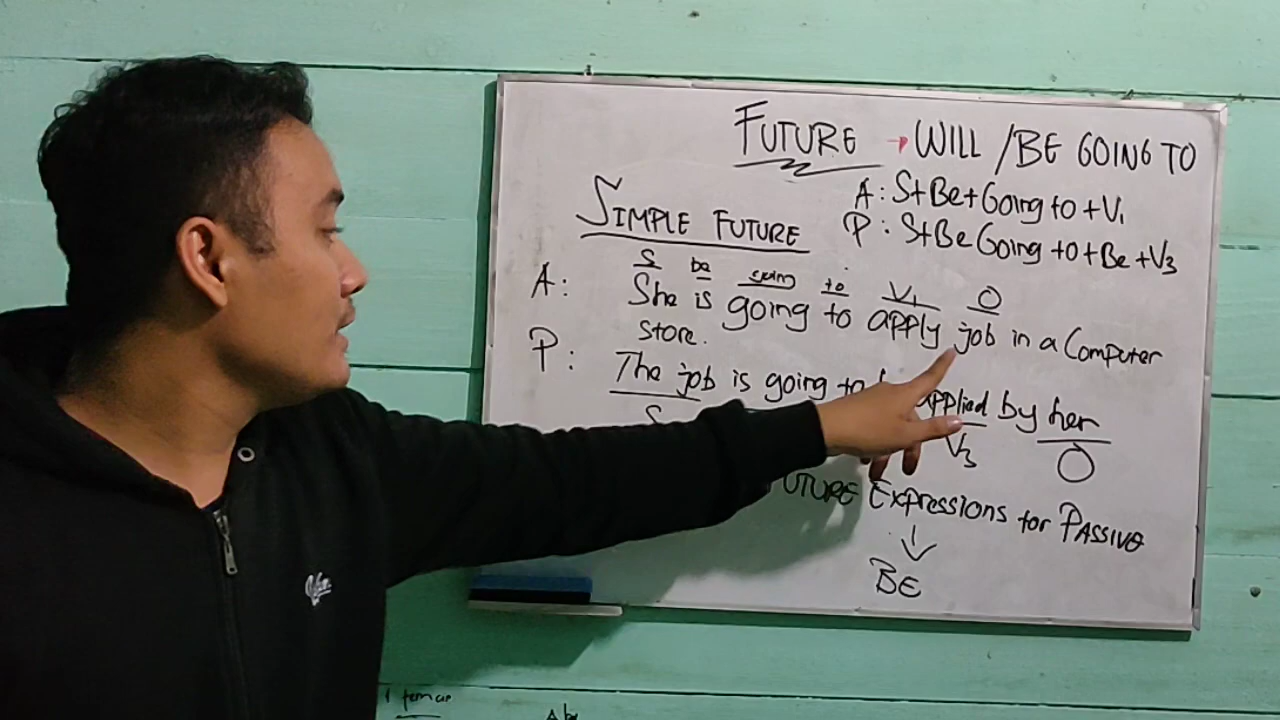 FUTURE → WILL / BE GOING TO
A: S+Be+Going to +V1
P: S+Be Going to+Be+V3
SIMPLE FUTURE
S be going to V1 O
A: She is going to apply job in a Computer
store.
P: The job is going to applied by her
S V3 O
Expressions for PASSIVE
↓
BE
1 teman